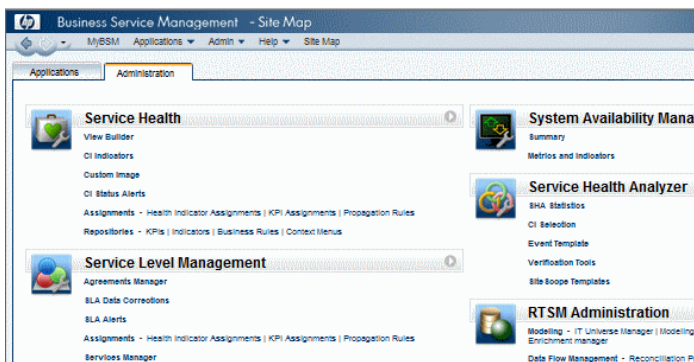 hp Business Service Management - Site Map
MyBSM Applications Admin Help Site Map
Applications Administration
Service Health
View Builder
CI Indicators
Custom Image
CI Status Alerts
Assignments - Health Indicator Assignments | KPI Assignments | Propagation Rules
Repositories - KPIs | Indicators | Business Rules | Context Menus
Service Level Management
Agreements Manager
SLA Data Corrections
SLA Alerts
Assignments - Health Indicator Assignments | KPI Assignments | Propagation Rules
Services Manager
System Availability Mana
Summary
Metrics and Indicators
Service Health Analyzer
SHA Statistics
CI Selection
Event Template
Verification Tools
SiteScope Templates
RTSM Administration
Modeling - IT Universe Manager | Modeling
Enrichment manager
Data Flow Management - Reconciliation P